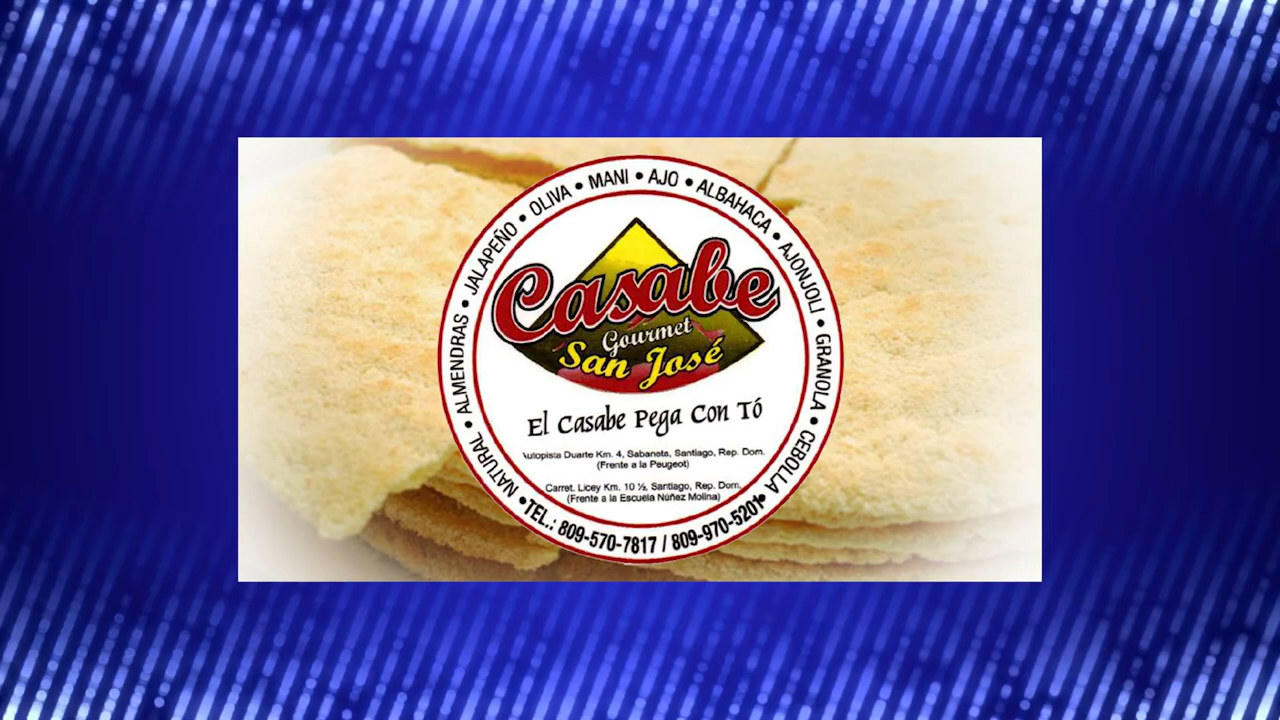 NATURAL • ALMENDRAS • JALAPEÑO • OLIVA • MANI • AJO • ALBAHACA • AJONJOLI • GRANOLA • CEBOLLA
Casabe
Gourmet
San José
El Casabe Pega Con Tó
Autopista Duarte Km. 4, Sabaneta, Santiago, Rep. Dom.
(Frente a la Peugeot)
Carret. Licey Km. 10 ½, Santiago, Rep. Dom.
(Frente a la Escuela Núñez Molina)
•TEL.: 809-570-7817 / 809-970-5201•